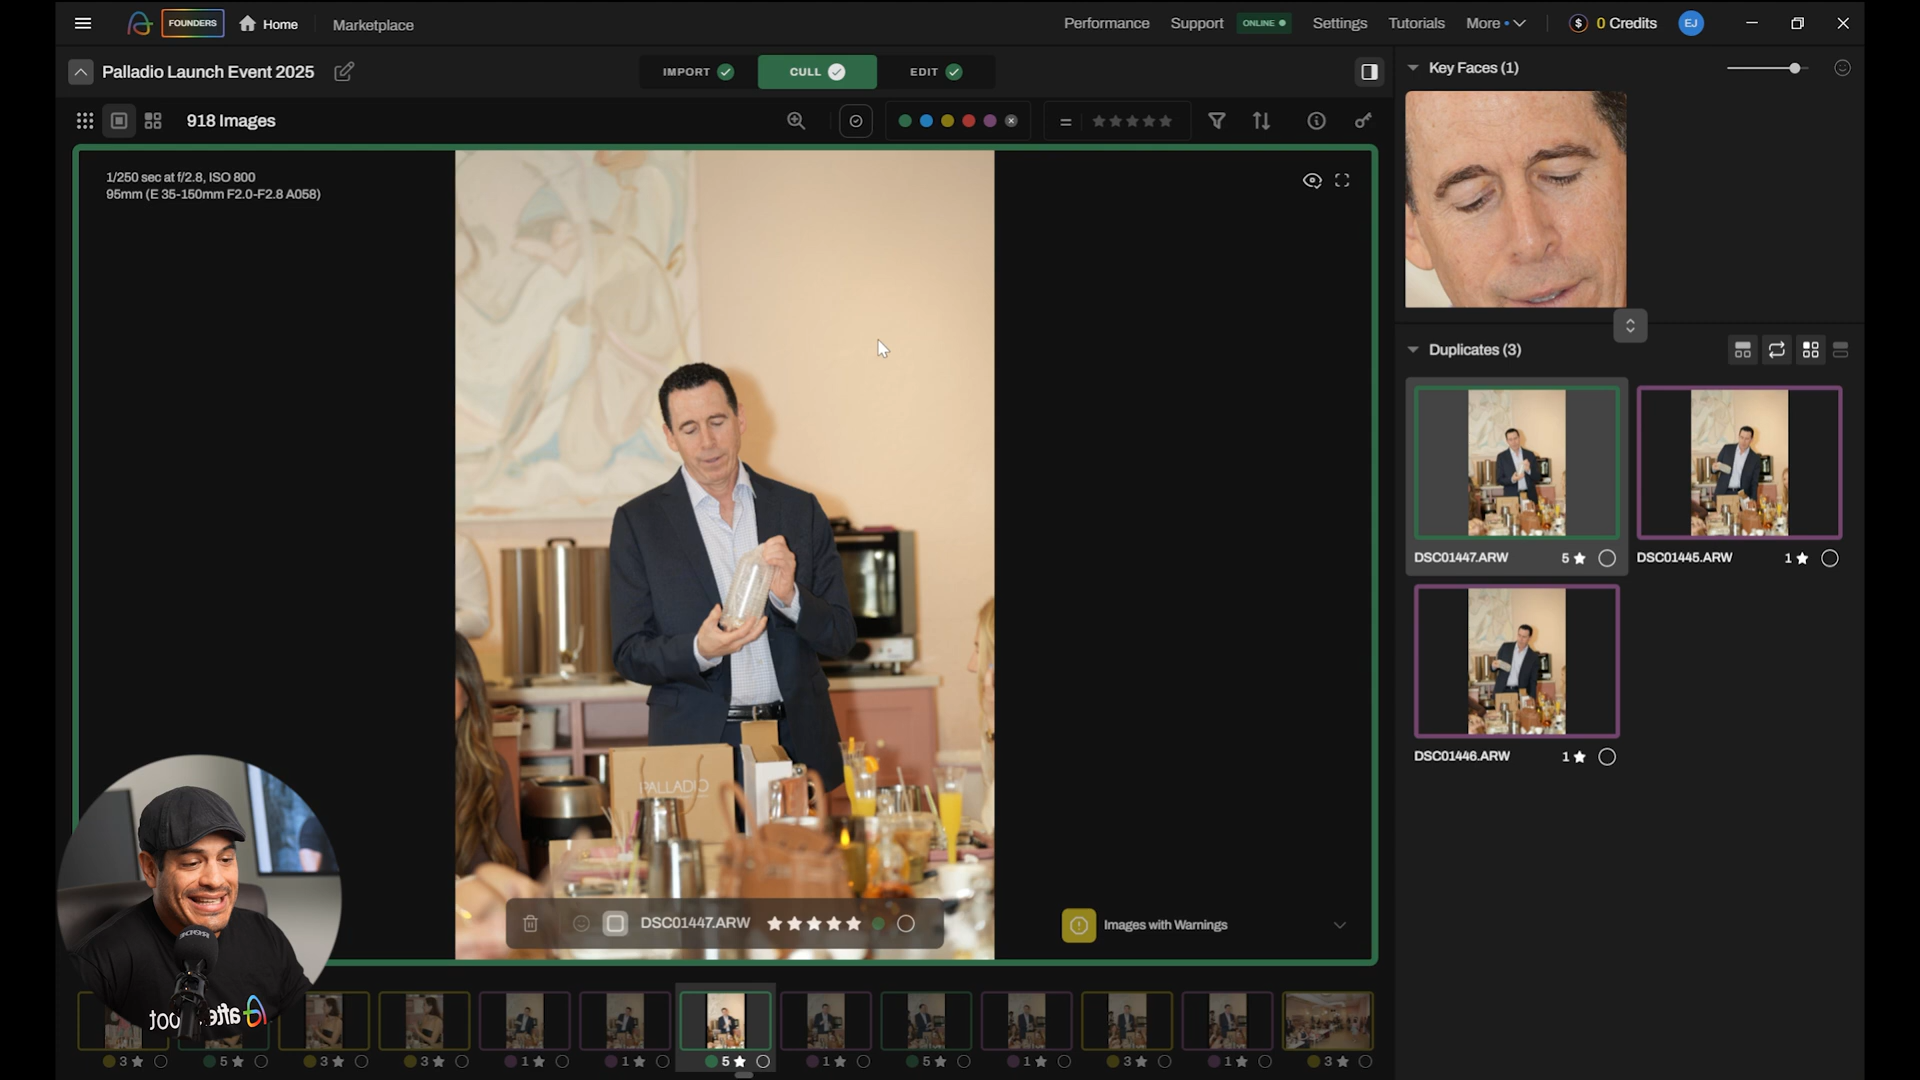 FOUNDERS
Home
Marketplace
Performance
Support
ONLINE
Settings
Tutorials
More
$
0 Credits
EJ
Palladio Launch Event 2025
IMPORT
CULL
EDIT
918 Images
Key Faces (1)
1/250 sec at f/2.8, ISO 800
95mm (E 35-150mm F2.0-F2.8 A058)
Duplicates (3)
DSC01447.ARW 5
DSC01445.ARW 1
DSC01446.ARW 1
PALLADIO
DSC01447.ARW
Images with Warnings
RODE
aftershoot
3
5
3
3
1
1
5
1
5
1
3
1
3